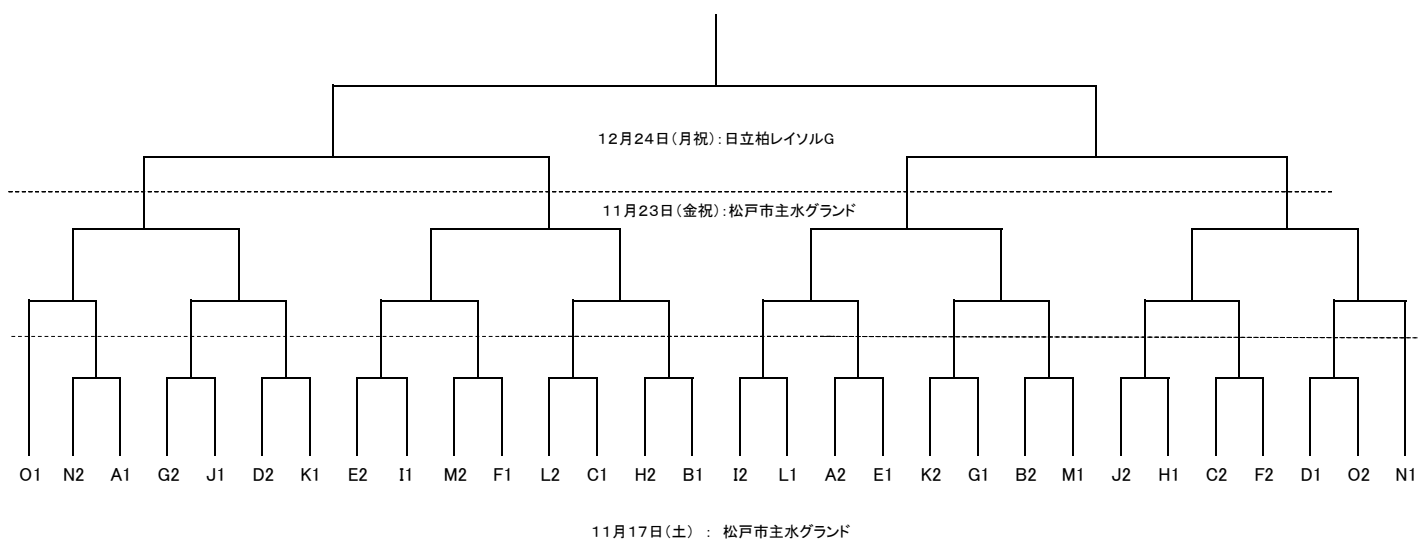 12月24日(月祝):日立柏レイソルG
11月23日(金祝):松戸市主水グランド
O1 N2 A1 G2 J1 D2 K1 E2 I1 M2 F1 L2 C1 H2 B1 I2 L1 A2 E1 K2 G1 B2 M1 J2 H1 C2 F2 D1 O2 N1
11月17日(土) : 松戸市主水グランド